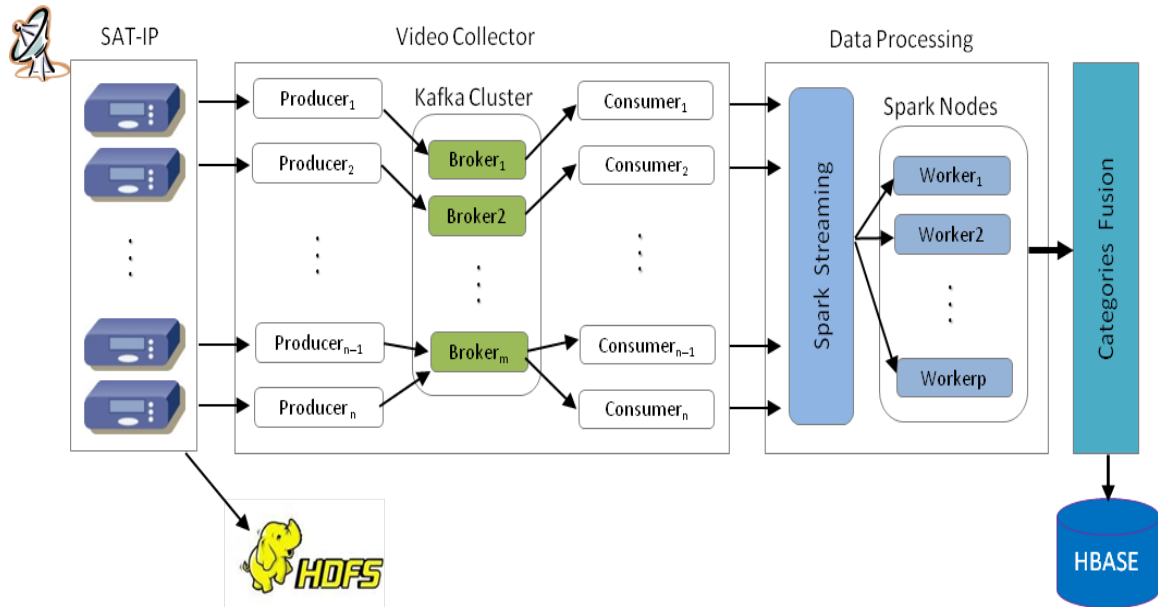 SAT-IP
Video Collector
Data Processing
Producer₁
Kafka Cluster
Consumer₁
Spark Nodes
Broker₁
Producer₂
Consumer₂
Worker₁
Broker2
Worker2
Spark Streaming
Categories Fusion
Producerₙ₋₁
Brokerₘ
Consumerₙ₋₁
Workerp
Producerₙ
Consumerₙ
HDFS
HBASE